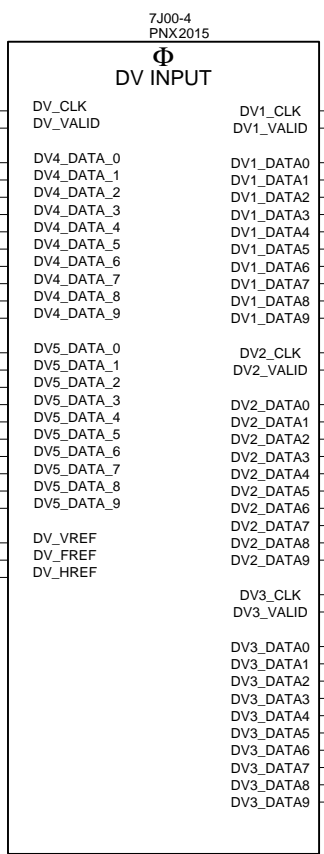 7J00-4
PNX2015
Φ
DV INPUT
DV_CLK
DV_VALID
DV4_DATA_0
DV4_DATA_1
DV4_DATA_2
DV4_DATA_3
DV4_DATA_4
DV4_DATA_5
DV4_DATA_6
DV4_DATA_7
DV4_DATA_8
DV4_DATA_9
DV5_DATA_0
DV5_DATA_1
DV5_DATA_2
DV5_DATA_3
DV5_DATA_4
DV5_DATA_5
DV5_DATA_6
DV5_DATA_7
DV5_DATA_8
DV5_DATA_9
DV_VREF
DV_FREF
DV_HREF
DV1_CLK
DV1_VALID
DV1_DATA0
DV1_DATA1
DV1_DATA2
DV1_DATA3
DV1_DATA4
DV1_DATA5
DV1_DATA6
DV1_DATA7
DV1_DATA8
DV1_DATA9
DV2_CLK
DV2_VALID
DV2_DATA0
DV2_DATA1
DV2_DATA2
DV2_DATA3
DV2_DATA4
DV2_DATA5
DV2_DATA6
DV2_DATA7
DV2_DATA8
DV2_DATA9
DV3_CLK
DV3_VALID
DV3_DATA0
DV3_DATA1
DV3_DATA2
DV3_DATA3
DV3_DATA4
DV3_DATA5
DV3_DATA6
DV3_DATA7
DV3_DATA8
DV3_DATA9